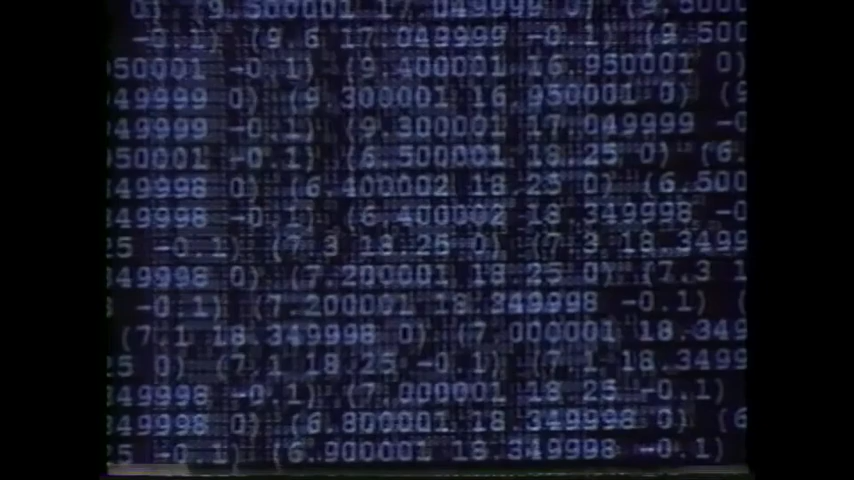 0) (9.500001 17.049999 0) (9.5000
-0.1) (9.6 17.049999 -0.1) (9.500
50001 -0.1) (9.400001 16.950001 0)
49999 0) (9.300001 16.950001 0) (9
49999 -0.1) (9.300001 17.049999 -0
50001 -0.1) (6.500001 18.25 0) (6.
49998 0) (6.400002 18.25 0) (6.500
49998 -0.1) (6.400002 18.349998 -0
25 -0.1) (7.3 18.25 0) (7.3 18.3499
49998 0) (7.200001 18.25 0) (7.3 1
8 -0.1) (7.200001 18.349998 -0.1) (
(7.1 18.349998 0) (7.000001 18.349
25 0) (7.1 18.25 -0.1) (7.1 18.3499
49998 -0.1) (7.000001 18.25 -0.1)
49998 0) (6.800001 18.349998 0) (6
25 -0.1) (6.900001 18.349998 -0.1)